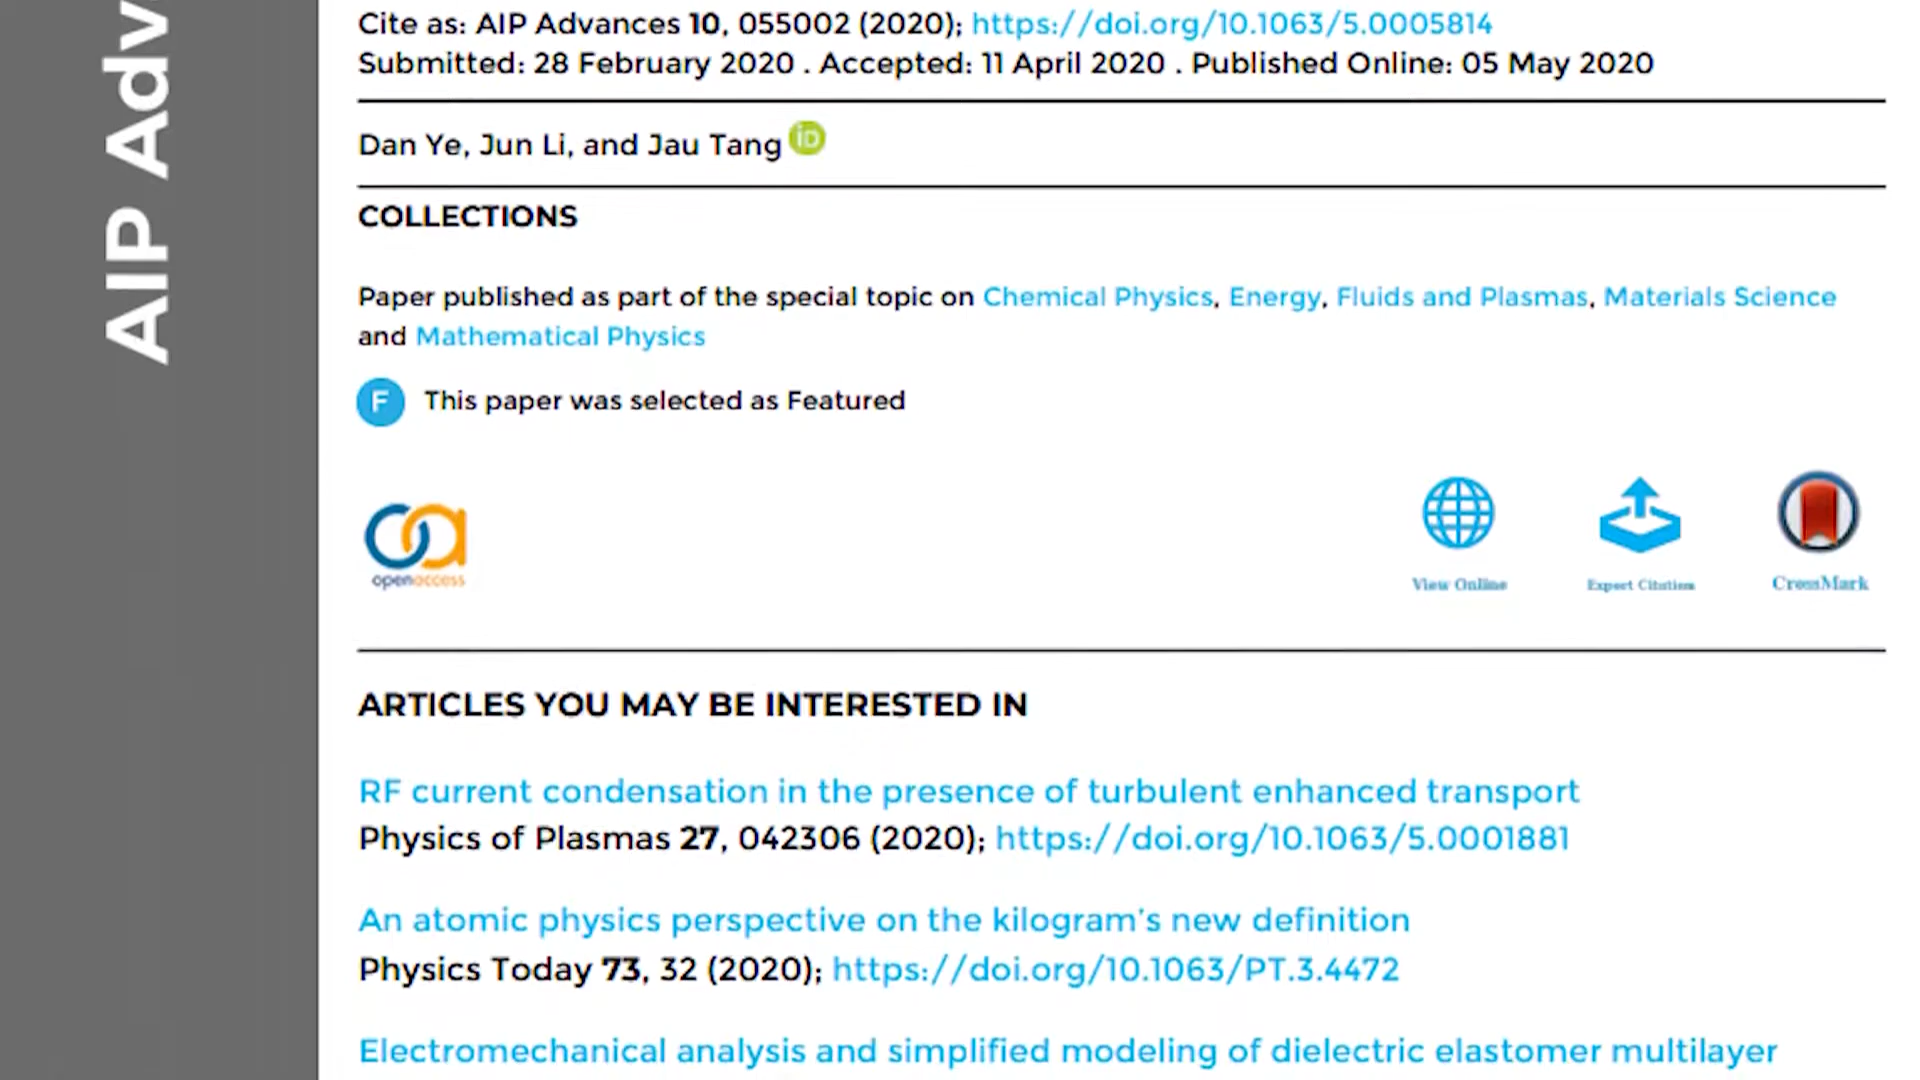 AIP Adv
Cite as: AIP Advances 10, 055002 (2020); https://doi.org/10.1063/5.0005814
Submitted: 28 February 2020 . Accepted: 11 April 2020 . Published Online: 05 May 2020
Dan Ye, Jun Li, and Jau Tang iD
COLLECTIONS
Paper published as part of the special topic on Chemical Physics, Energy, Fluids and Plasmas, Materials Science
and Mathematical Physics
F This paper was selected as Featured
openaccess
View Online Export Citation CrossMark
ARTICLES YOU MAY BE INTERESTED IN
RF current condensation in the presence of turbulent enhanced transport
Physics of Plasmas 27, 042306 (2020); https://doi.org/10.1063/5.0001881
An atomic physics perspective on the kilogram's new definition
Physics Today 73, 32 (2020); https://doi.org/10.1063/PT.3.4472
Electromechanical analysis and simplified modeling of dielectric elastomer multilayer